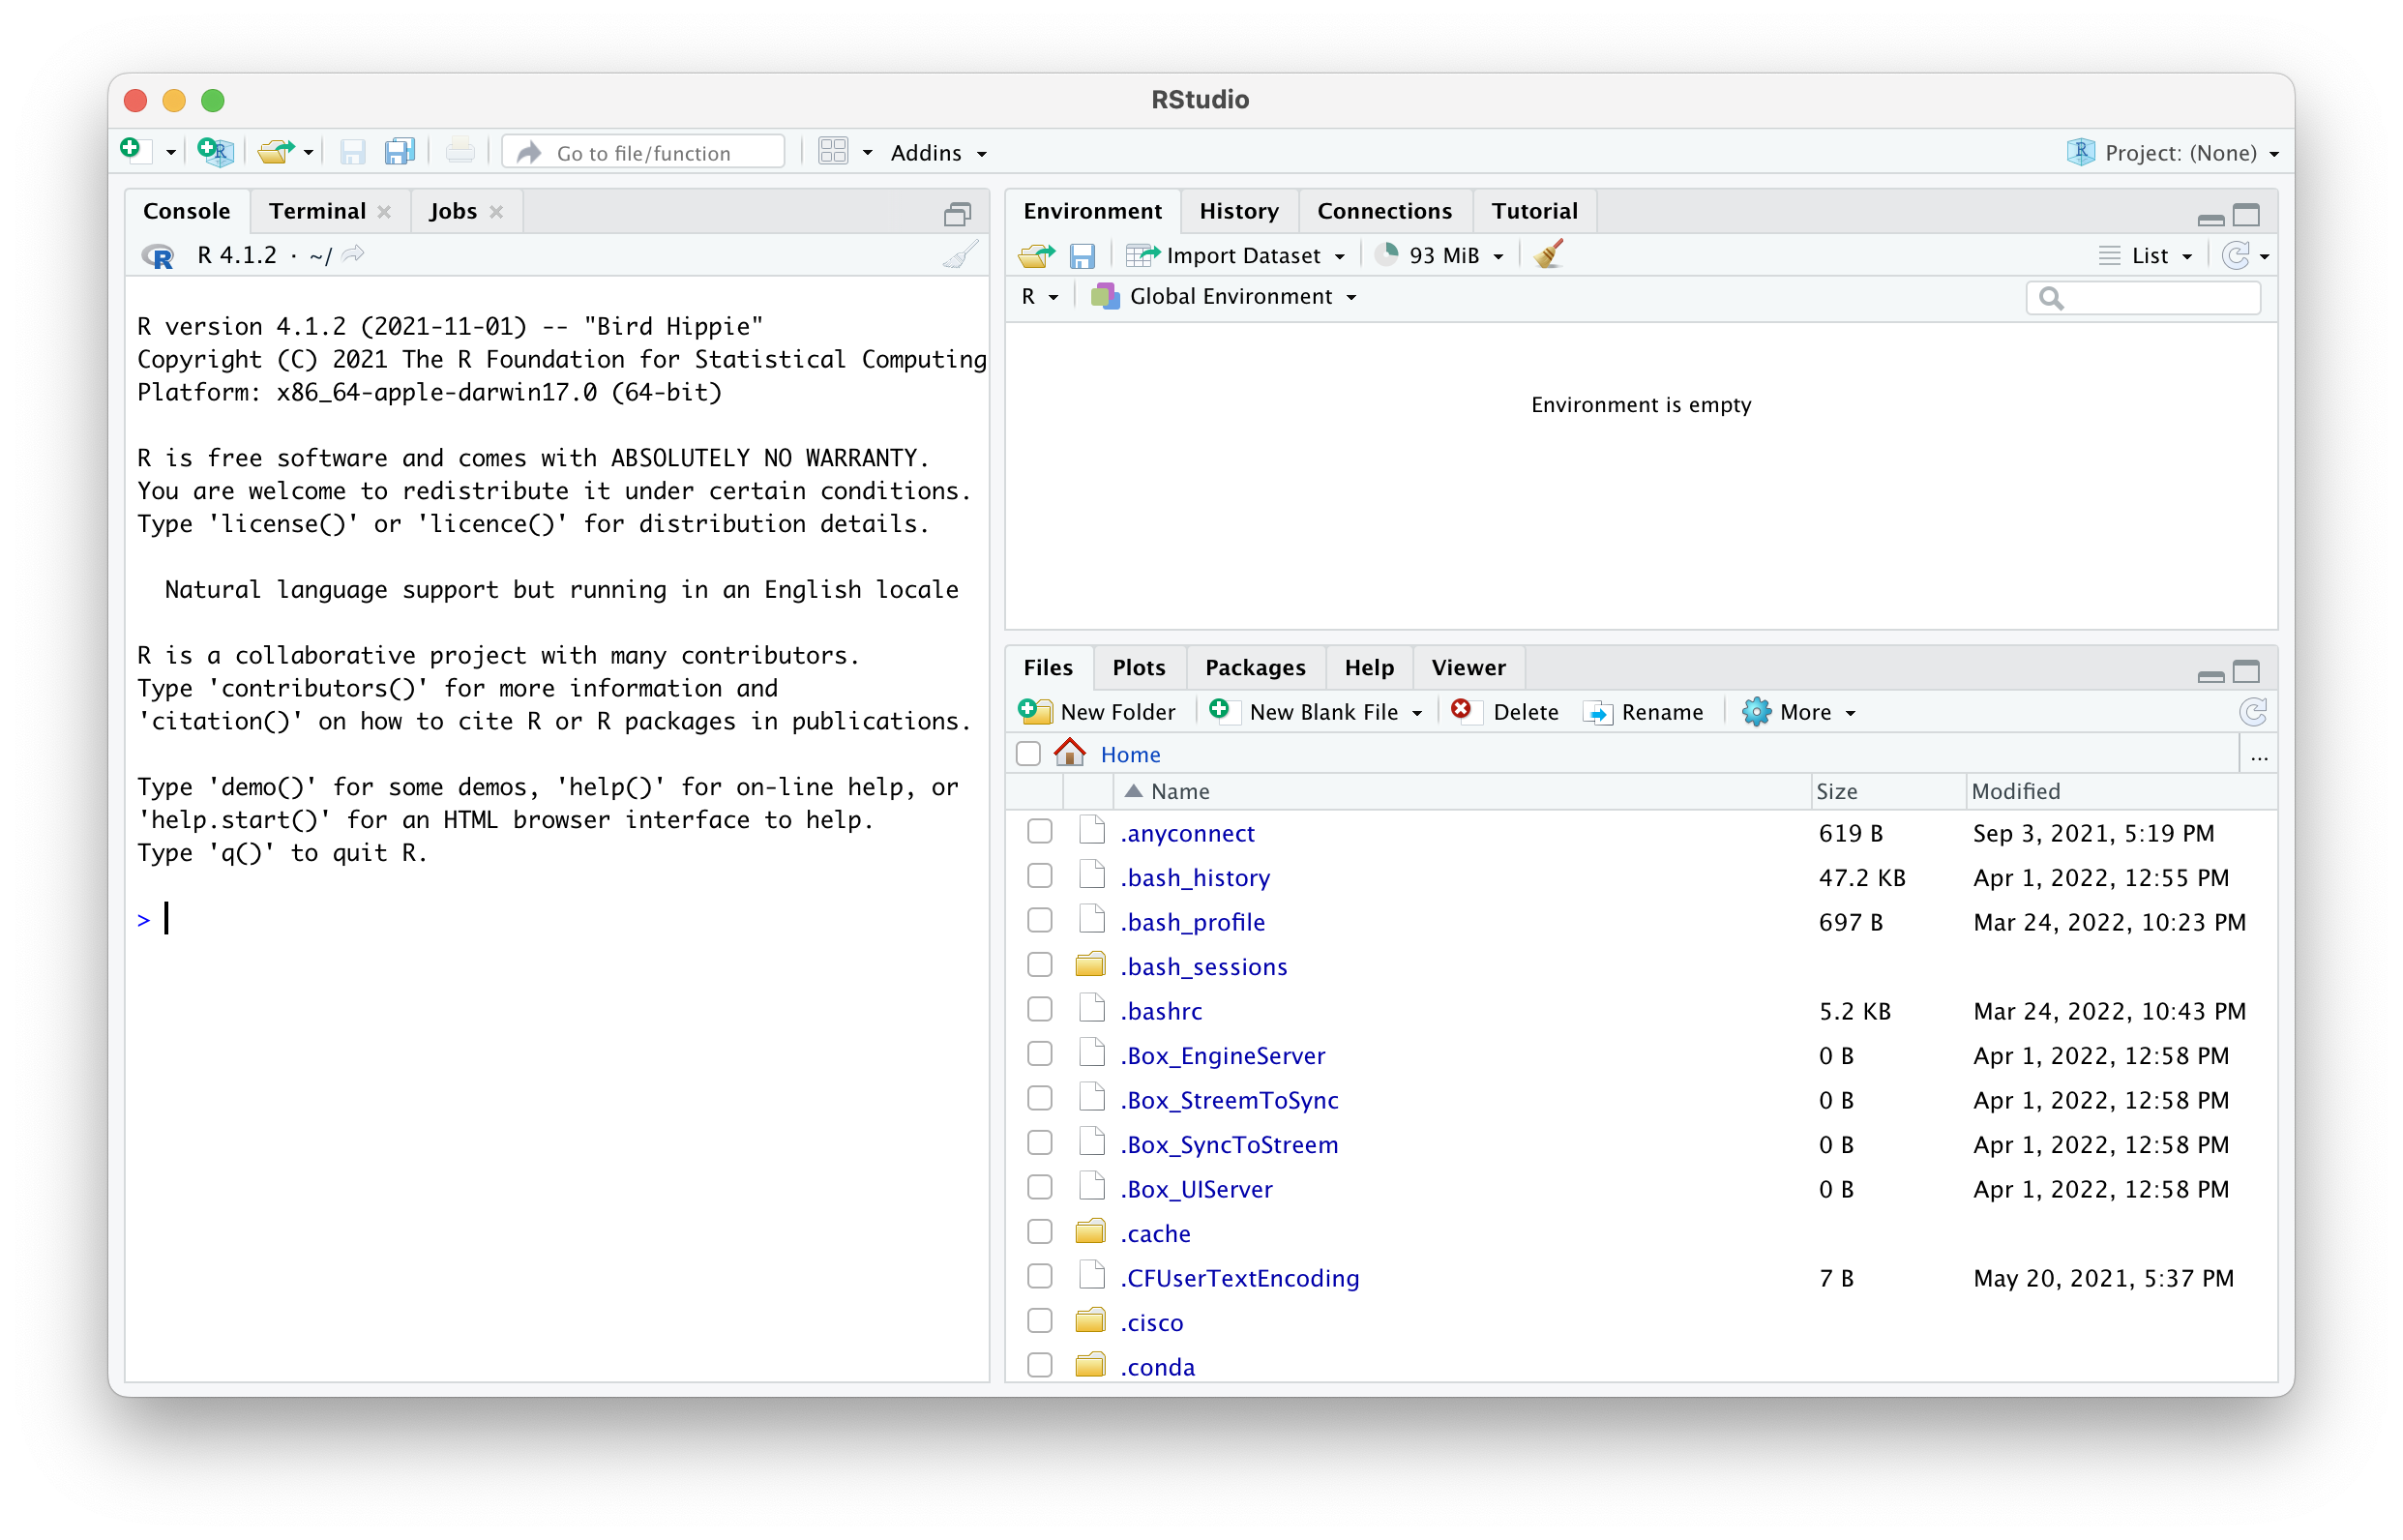 RStudio
Go to file/function
Addins
Project: (None)
Console Terminal Jobs
R 4.1.2 · ~/
R version 4.1.2 (2021-11-01) -- "Bird Hippie"
Copyright (C) 2021 The R Foundation for Statistical Computing
Platform: x86_64-apple-darwin17.0 (64-bit)
R is free software and comes with ABSOLUTELY NO WARRANTY.
You are welcome to redistribute it under certain conditions.
Type 'license()' or 'licence()' for distribution details.
Natural language support but running in an English locale
R is a collaborative project with many contributors.
Type 'contributors()' for more information and
'citation()' on how to cite R or R packages in publications.
Type 'demo()' for some demos, 'help()' for on-line help, or
'help.start()' for an HTML browser interface to help.
Type 'q()' to quit R.
>
Environment History Connections Tutorial
Import Dataset 93 MiB List
R Global Environment
Environment is empty
Files Plots Packages Help Viewer
New Folder New Blank File Delete Rename More
Home ...
Name Size Modified
.anyconnect 619 B Sep 3, 2021, 5:19 PM
.bash_history 47.2 KB Apr 1, 2022, 12:55 PM
.bash_profile 697 B Mar 24, 2022, 10:23 PM
.bash_sessions
.bashrc 5.2 KB Mar 24, 2022, 10:43 PM
.Box_EngineServer 0 B Apr 1, 2022, 12:58 PM
.Box_StreemToSync 0 B Apr 1, 2022, 12:58 PM
.Box_SyncToStreem 0 B Apr 1, 2022, 12:58 PM
.Box_UIServer 0 B Apr 1, 2022, 12:58 PM
.cache
.CFUserTextEncoding 7 B May 20, 2021, 5:37 PM
.cisco
.conda